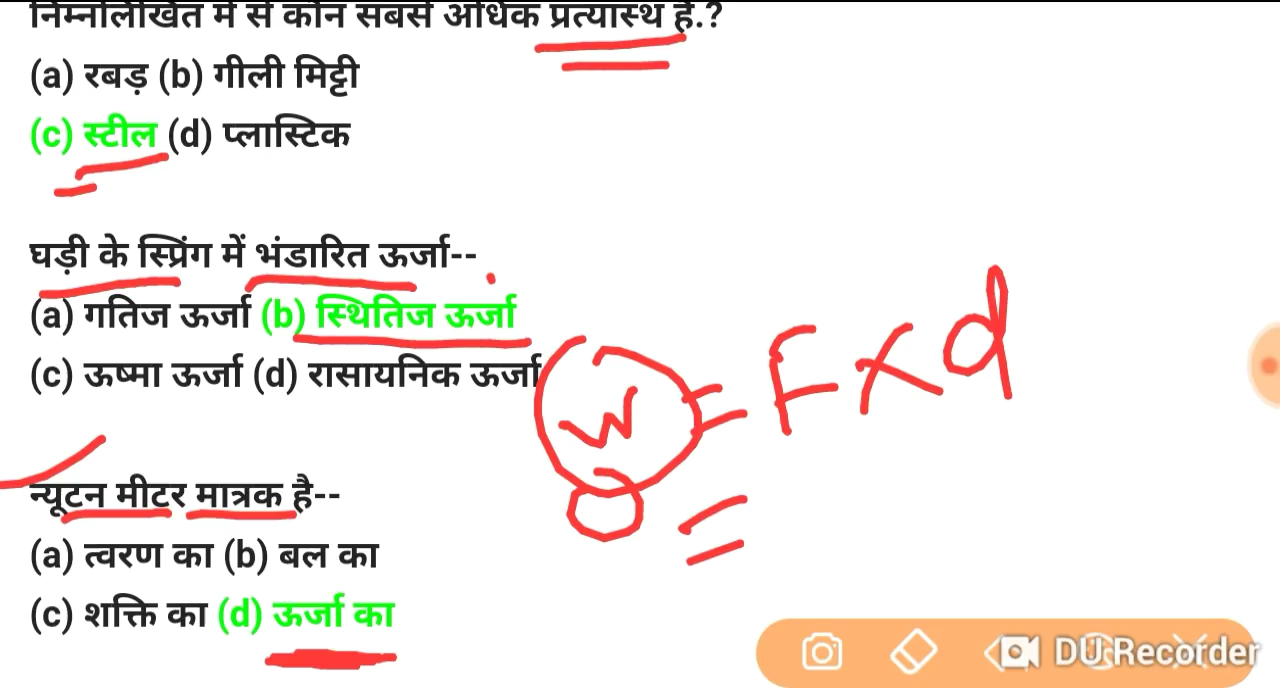 निम्नलिखित में से कौन सबसे अधिक प्रत्यास्थ है.?
(a) रबड़ (b) गीली मिट्टी
(c) स्टील (d) प्लास्टिक
घड़ी के स्प्रिंग में भंडारित ऊर्जा--
(a) गतिज ऊर्जा (b) स्थितिज ऊर्जा
(c) ऊष्मा ऊर्जा (d) रासायनिक ऊर्जा
W = F x d
न्यूटन मीटर मात्रक है--
(a) त्वरण का (b) बल का
(c) शक्ति का (d) ऊर्जा का
DU Recorder